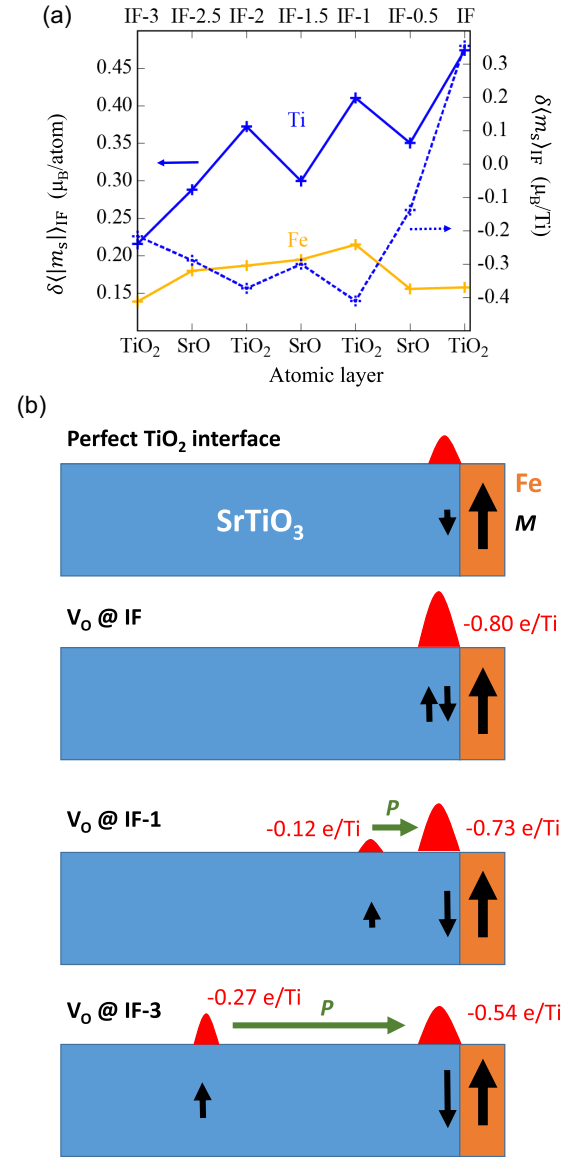 (a)
IF-3 IF-2.5 IF-2 IF-1.5 IF-1 IF-0.5 IF
δ⟨|mₛ|⟩IF (μB/atom)
0.45
0.40
0.35
0.30
0.25
0.20
0.15
Ti
Fe
0.3
0.2
0.1
0.0
-0.1
-0.2
-0.3
-0.4
δ⟨mₛ⟩IF (μB/Ti)
TiO₂ SrO TiO₂ SrO TiO₂ SrO TiO₂
Atomic layer
(b)
Perfect TiO₂ interface
Fe
SrTiO₃
M
V_O @ IF
-0.80 e/Ti
V_O @ IF-1
P
-0.12 e/Ti
-0.73 e/Ti
V_O @ IF-3
-0.27 e/Ti
P
-0.54 e/Ti